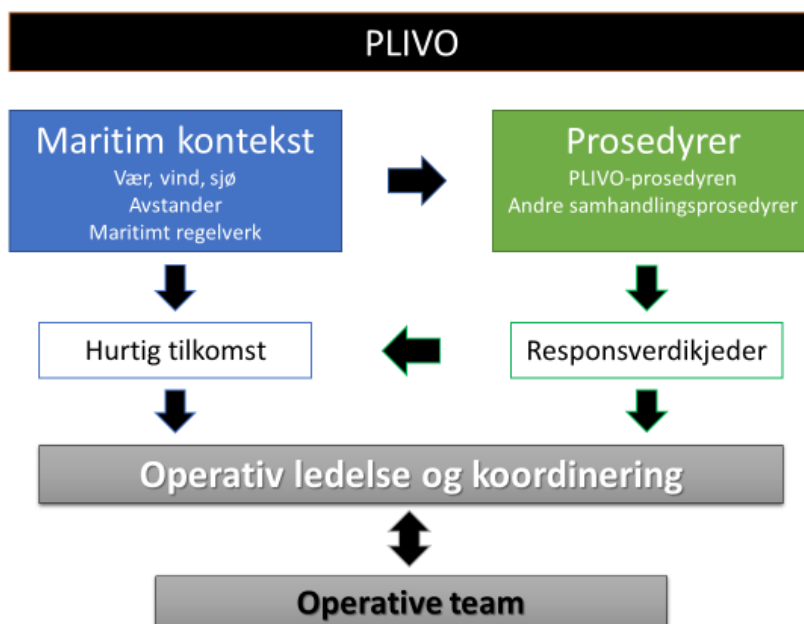 PLIVO
Maritim kontekst
Vær, vind, sjø
Avstander
Maritimt regelverk
Prosedyrer
PLIVO-prosedyren
Andre samhandlingsprosedyrer
Hurtig tilkomst
Responsverdikjeder
Operativ ledelse og koordinering
Operative team